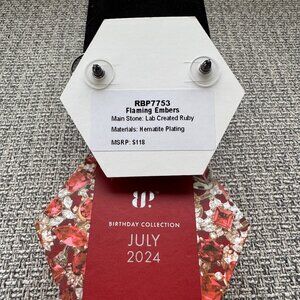 RBP7753
Flaming Embers
Main Stone: Lab Created Ruby
Materials: Hematite Plating
MSRP: $118
BIRTHDAY COLLECTION
JULY
2024